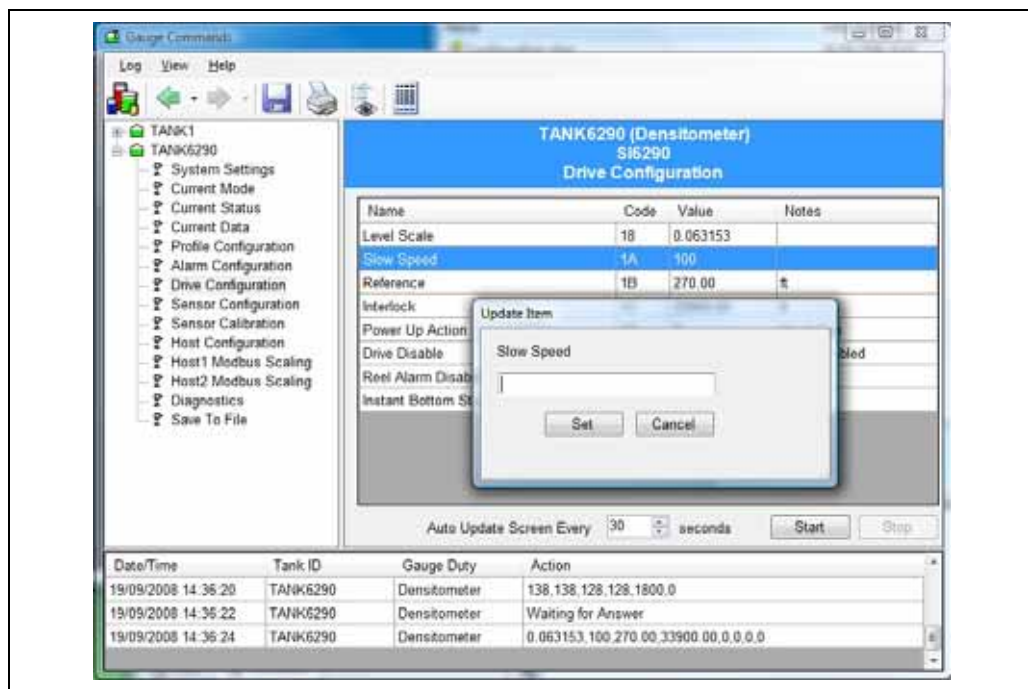 Gauge Commands
Log View Help
TANK1
TANK6290
System Settings
Current Mode
Current Status
Current Data
Profile Configuration
Alarm Configuration
Drive Configuration
Sensor Configuration
Sensor Calibration
Host Configuration
Host1 Modbus Scaling
Host2 Modbus Scaling
Diagnostics
Save To File
TANK6290 (Densitometer)
SI6290
Drive Configuration
Name Code Value Notes
Level Scale 18 0.063153
Slow Speed 1A 100
Reference 1B 270.00 ft
Interlock
Power Up Action
Drive Disable
Reel Alarm
Instant Bottom
Update Item
Slow Speed
Set Cancel
Auto Update Screen Every 30 seconds Start Stop
Date/Time Tank ID Gauge Duty Action
19/09/2008 14:36:20 TANK6290 Densitometer 138,138,128,128,1800,0
19/09/2008 14:36:22 TANK6290 Densitometer Waiting for Answer
19/09/2008 14:36:24 TANK6290 Densitometer 0.063153,100,270.00,33900.00,0,0,0,0